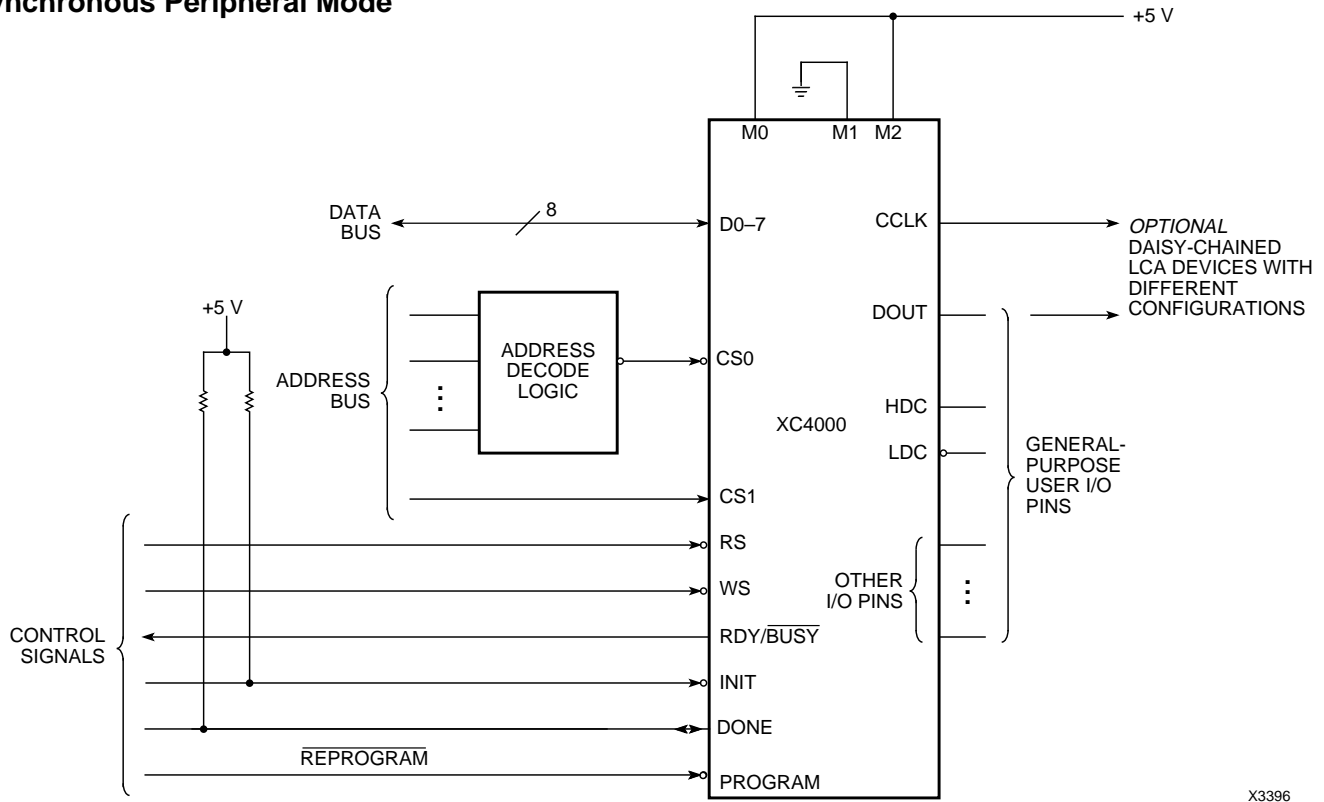 ynchronous Peripheral Mode
+5 V
M0 M1 M2
DATA
BUS
8
D0–7
CCLK
OPTIONAL
DAISY-CHAINED
LCA DEVICES WITH
DIFFERENT
CONFIGURATIONS
+5 V
DOUT
ADDRESS
BUS
ADDRESS
DECODE
LOGIC
CS0
HDC
XC4000
LDC
GENERAL-
PURPOSE
USER I/O
PINS
CS1
RS
WS
OTHER
I/O PINS
CONTROL
SIGNALS
RDY/BUSY
INIT
DONE
REPROGRAM
PROGRAM
X3396